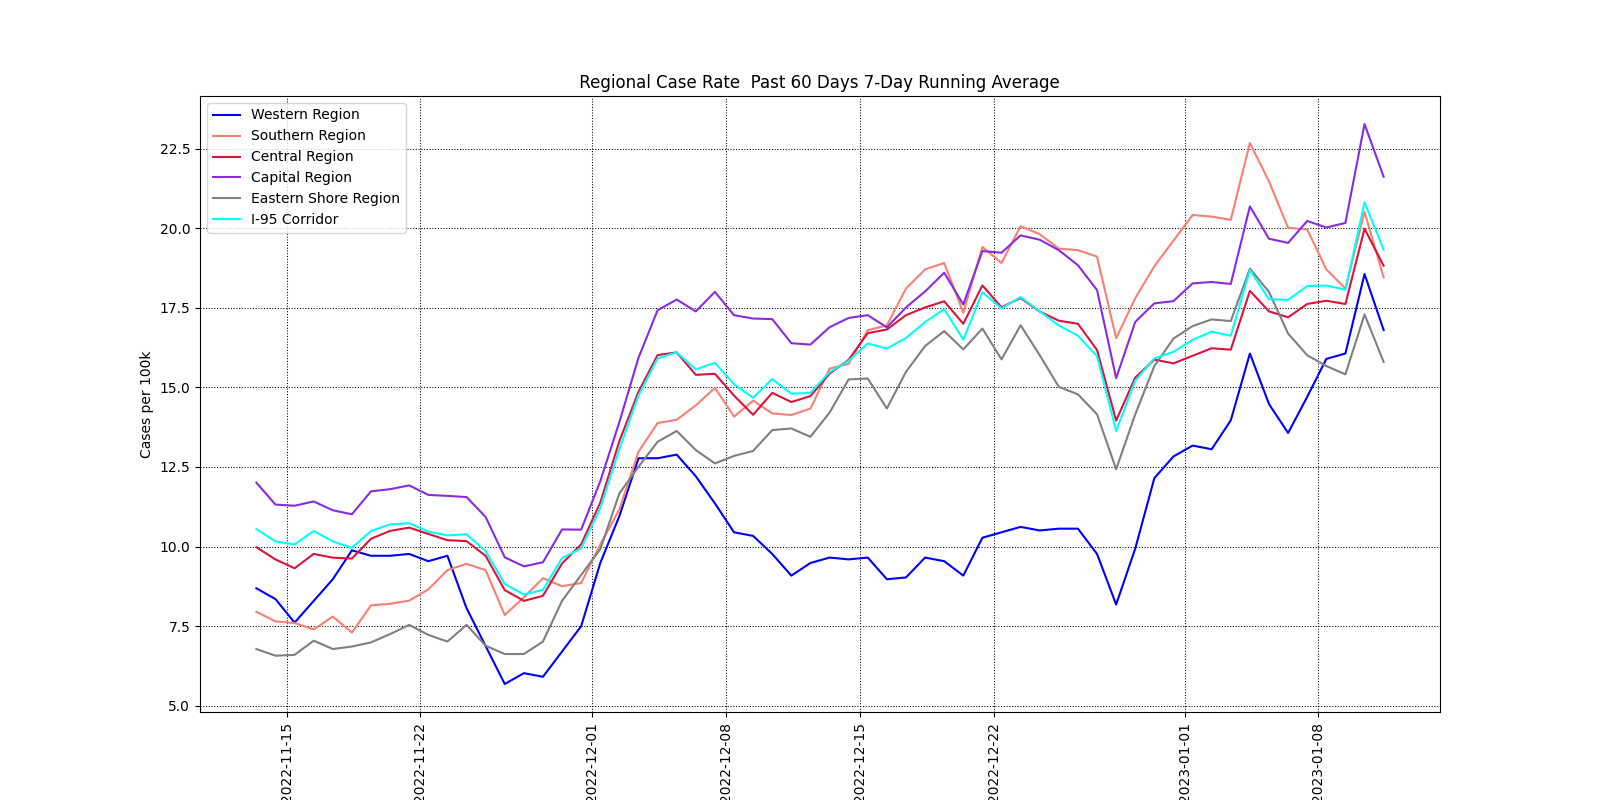 Regional Case Rate  Past 60 Days 7-Day Running Average
Western Region
Southern Region
Central Region
Capital Region
Eastern Shore Region
I-95 Corridor
Cases per 100k
22.5
20.0
17.5
15.0
12.5
10.0
7.5
5.0
2022-11-15
2022-11-22
2022-12-01
2022-12-08
2022-12-15
2022-12-22
2023-01-01
2023-01-08